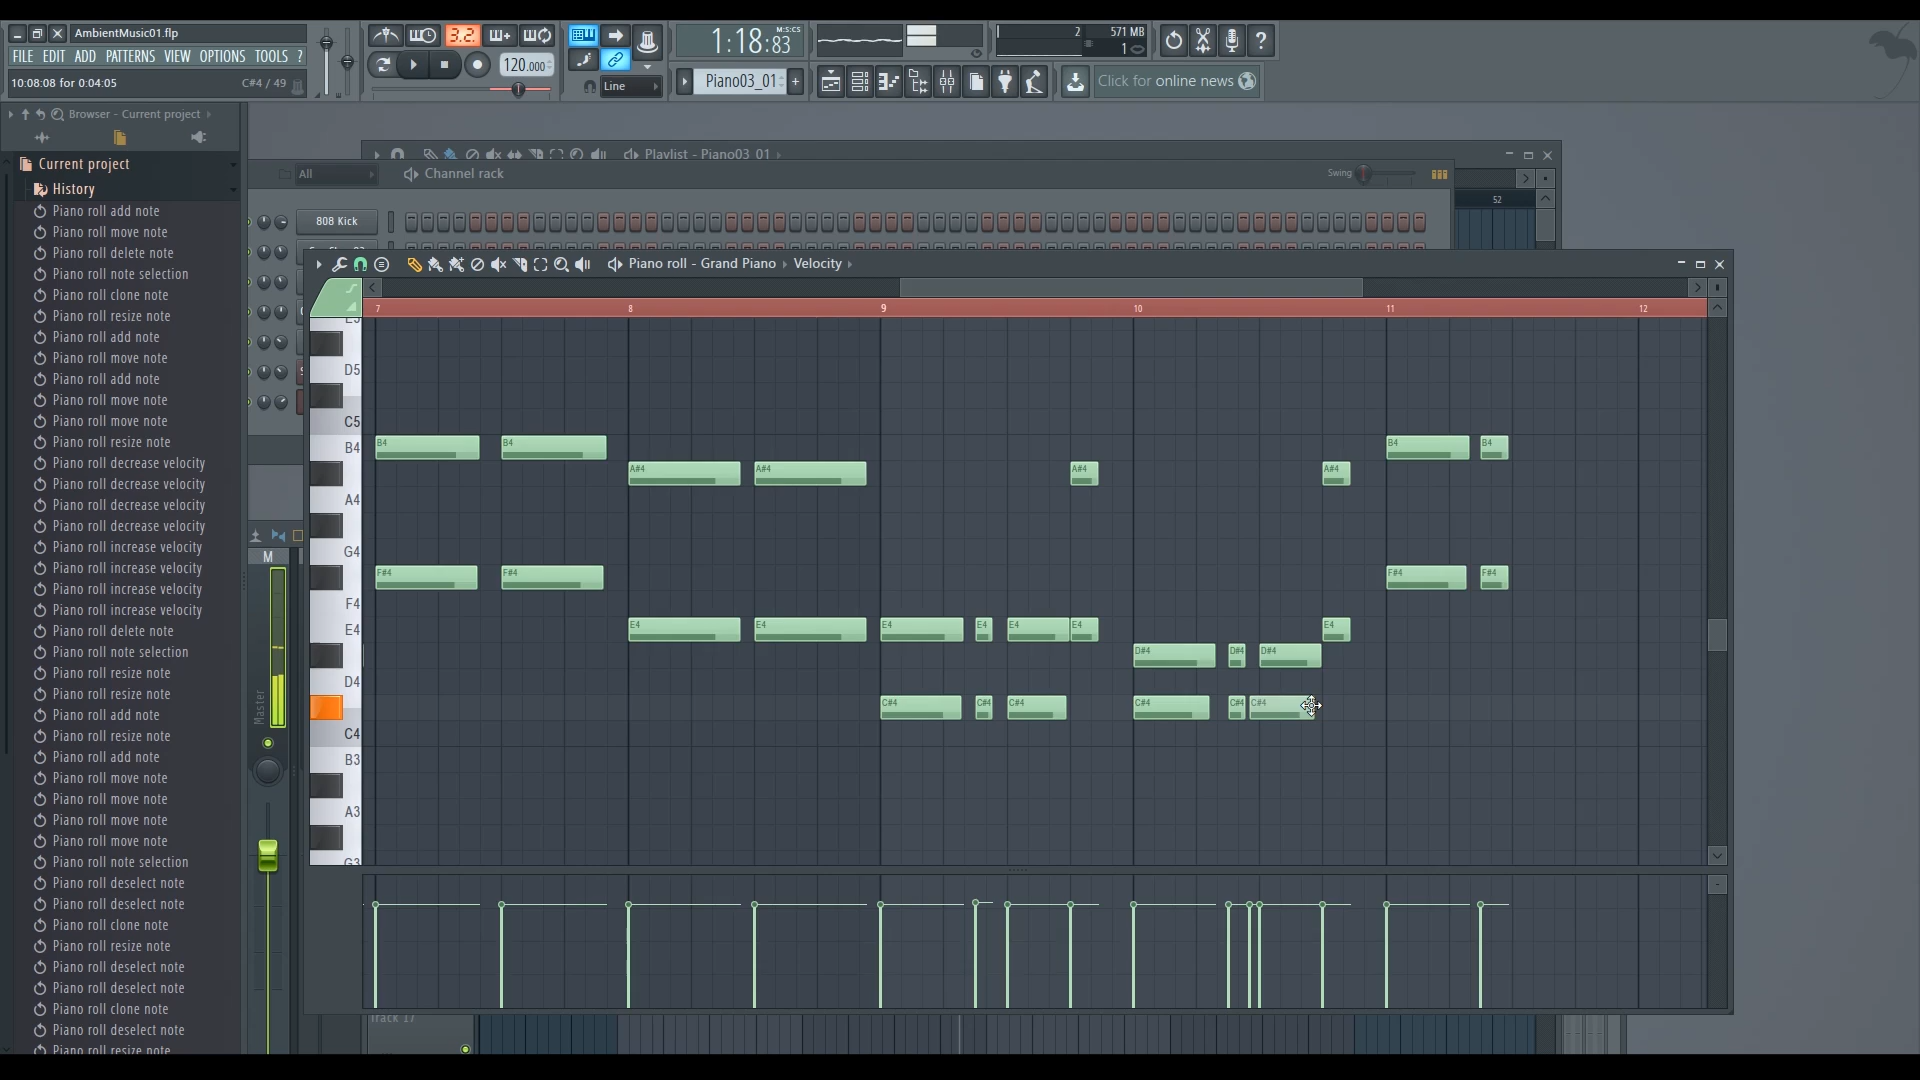 AmbientMusic01.flp
FILE EDIT ADD PATTERNS VIEW OPTIONS TOOLS ?
10:08:08 for 0:04:05 C#4 / 49
3.2.
120.000
Line
1:18:83 M:S:CS
Piano03_01 +
2 571 MB
1
Click for online news
Browser - Current project
Current project
History
Piano roll add note
Piano roll move note
Piano roll delete note
Piano roll note selection
Piano roll clone note
Piano roll resize note
Piano roll add note
Piano roll move note
Piano roll add note
Piano roll move note
Piano roll move note
Piano roll resize note
Piano roll decrease velocity
Piano roll decrease velocity
Piano roll decrease velocity
Piano roll decrease velocity
Piano roll increase velocity
Piano roll increase velocity
Piano roll increase velocity
Piano roll increase velocity
Piano roll delete note
Piano roll note selection
Piano roll resize note
Piano roll resize note
Piano roll move note
Piano roll resize note
Piano roll add note
Piano roll move note
Piano roll move note
Piano roll move note
Piano roll move note
Piano roll note selection
Piano roll deselect note
Piano roll deselect note
Piano roll clone note
Piano roll resize note
Piano roll deselect note
Piano roll deselect note
Piano roll clone note
Piano roll deselect note
Piano roll resize note
Playlist - Piano03_01
All Channel rack Swing
52
808 Kick
Piano roll - Grand Piano Velocity
7 8 9 10 11 12
E5
D5
C5
B4 B4 B4 B4 B4
A#4 A#4 A#4 A#4
A4
G4
F#4 F#4 F#4 F#4
F4
E4 E4 E4 E4 E4 E4 E4 E4
D#4 D#4 D#4
D4
C#4 C#4 C#4 C#4 C#4 C#4
C4
B3
A3
G3
M
Master
Track 17